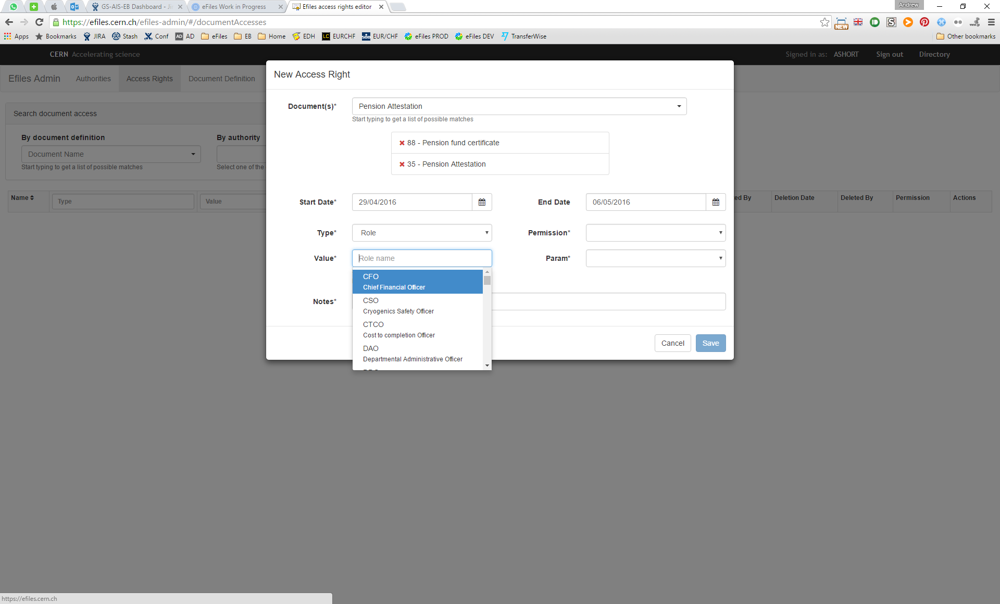 Andrew
GS-AIS-EB Dashboard - Ji
eFiles Work in Progress
Efiles access rights editor
https://efiles.cern.ch/efiles-admin/#/documentAccesses
NEW
Apps
Bookmarks
JIRA
Stash
Conf
AD AD
eFiles
EB
Home
EDH
LC EURCHF
EUR/CHF
eFiles PROD
eFiles DEV
TransferWise
Other bookmarks
CERN Accelerating science
Signed in as: ASHORT
Sign out
Directory
Efiles Admin
Authorities
Access Rights
Document Definition
Search document access
By document definition
Document Name
Start typing to get a list of possible matches
By authority
Select one of the
Name
Type
Value
ted By
Deletion Date
Deleted By
Permission
Actions
New Access Right
Document(s)*
Pension Attestation
Start typing to get a list of possible matches
88 - Pension fund certificate
35 - Pension Attestation
Start Date*
29/04/2016
End Date
06/05/2016
Type*
Role
Permission*
Value*
Role name
Param*
CFO
Chief Financial Officer
CSO
Cryogenics Safety Officer
CTCO
Cost to completion Officer
DAO
Departmental Administrative Officer
Notes*
Cancel
Save
https://efiles.cern.ch